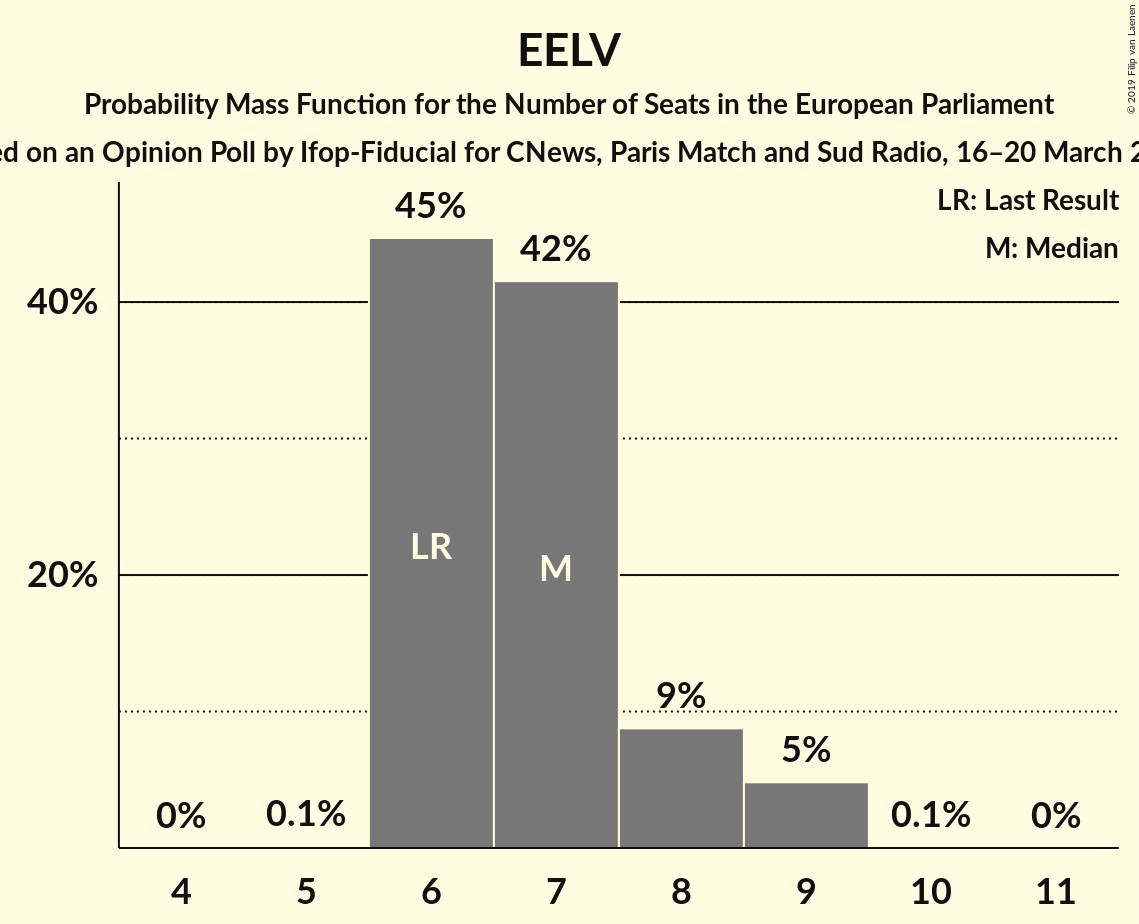 EELV
Probability Mass Function for the Number of Seats in the European Parliament
on an Opinion Poll by Ifop-Fiducial for CNews, Paris Match and Sud Radio, 16–20 March
© 2019 Filip van Laenen
LR: Last Result
M: Median
45%
42%
40%
LR
M
20%
9%
5%
0%
0.1%
0.1%
0%
4
5
6
7
8
9
10
11